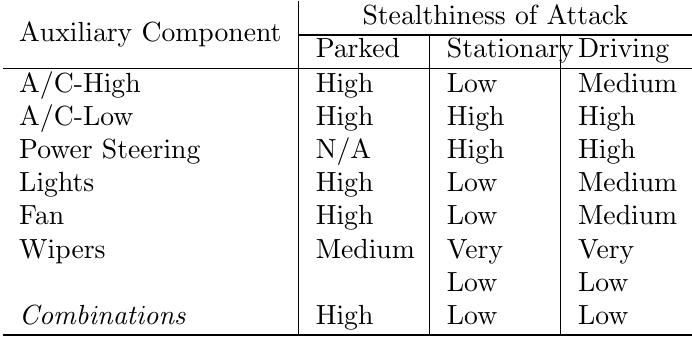 Stealthiness of Attack
Auxiliary Component
Parked Stationary Driving
A/C-High High Low Medium
A/C-Low High High High
Power Steering N/A High High
Lights High Low Medium
Fan High Low Medium
Wipers Medium Very Very
Low Low
Combinations High Low Low